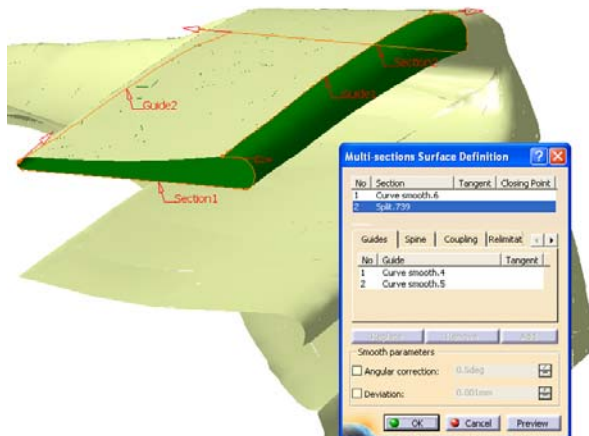 Section2
Guide2
Section1
Multi-sections Surface Definition
No Section Tangent Closing Point
1 Curve smooth.6
2 Split.739
Guides Spine Coupling Relimitat
No Guide Tangent
1 Curve smooth.4
2 Curve smooth.5
Replace Remove Add
Smooth parameters
Angular correction: 0.5deg
Deviation: 0.001mm
OK Cancel Preview